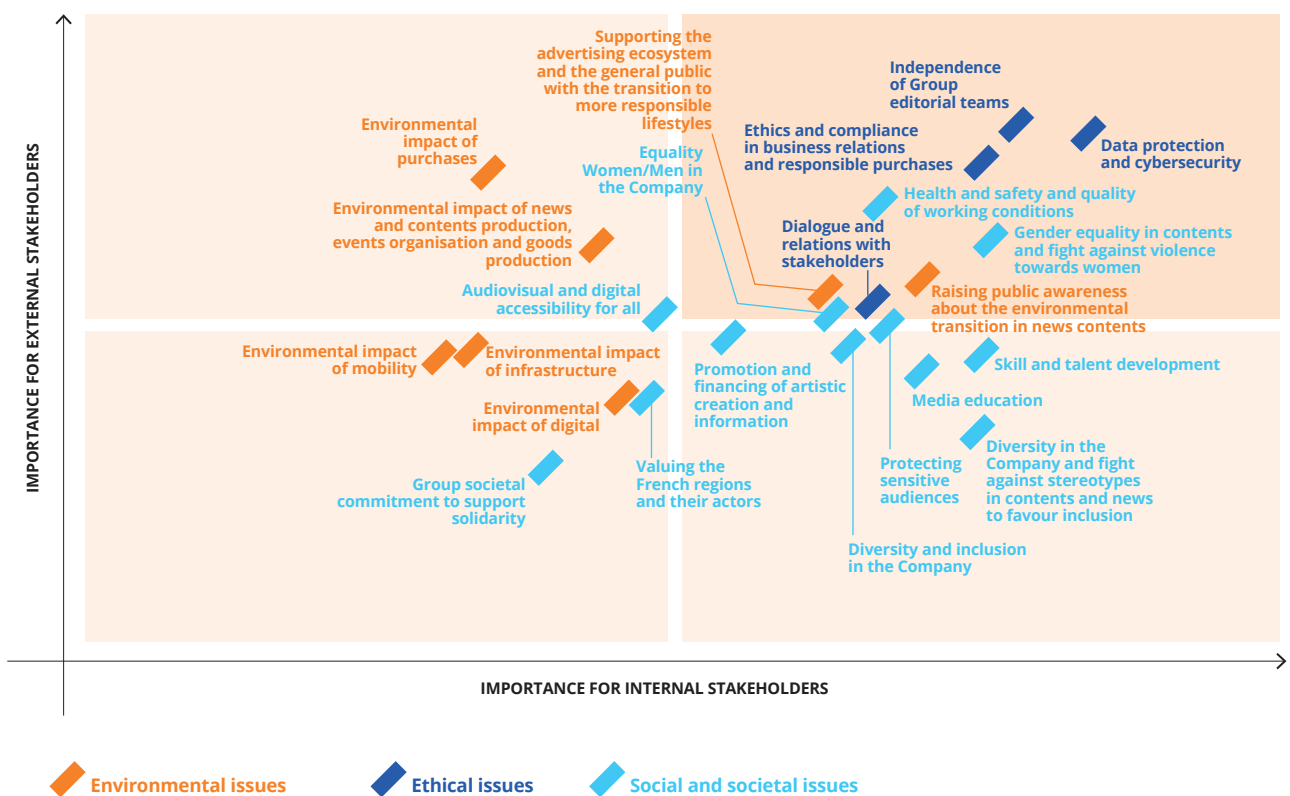 IMPORTANCE FOR EXTERNAL STAKEHOLDERS
Supporting the
advertising ecosystem
and the general public
with the transition to
more responsible
lifestyles
Independence
of Group
editorial teams
Environmental
impact of
purchases
Ethics and compliance
in business relations
and responsible purchases
Data protection
and cybersecurity
Equality
Women/Men in
the Company
Health and safety and quality
of working conditions
Environmental impact of news
and contents production,
events organisation and goods
production
Dialogue and
relations with
stakeholders
Gender equality in contents
and fight against violence
towards women
Audiovisual and digital
accessibility for all
Raising public awareness
about the environmental
transition in news contents
Environmental impact
of mobility
Environmental impact
of infrastructure
Promotion and
financing of artistic
creation and
information
Skill and talent development
Media education
Environmental
impact of digital
Valuing the
French regions
and their actors
Protecting
sensitive
audiences
Diversity in the
Company and fight
against stereotypes
in contents and news
to favour inclusion
Group societal
commitment to support
solidarity
Diversity and inclusion
in the Company
IMPORTANCE FOR INTERNAL STAKEHOLDERS
Environmental issues
Ethical issues
Social and societal issues